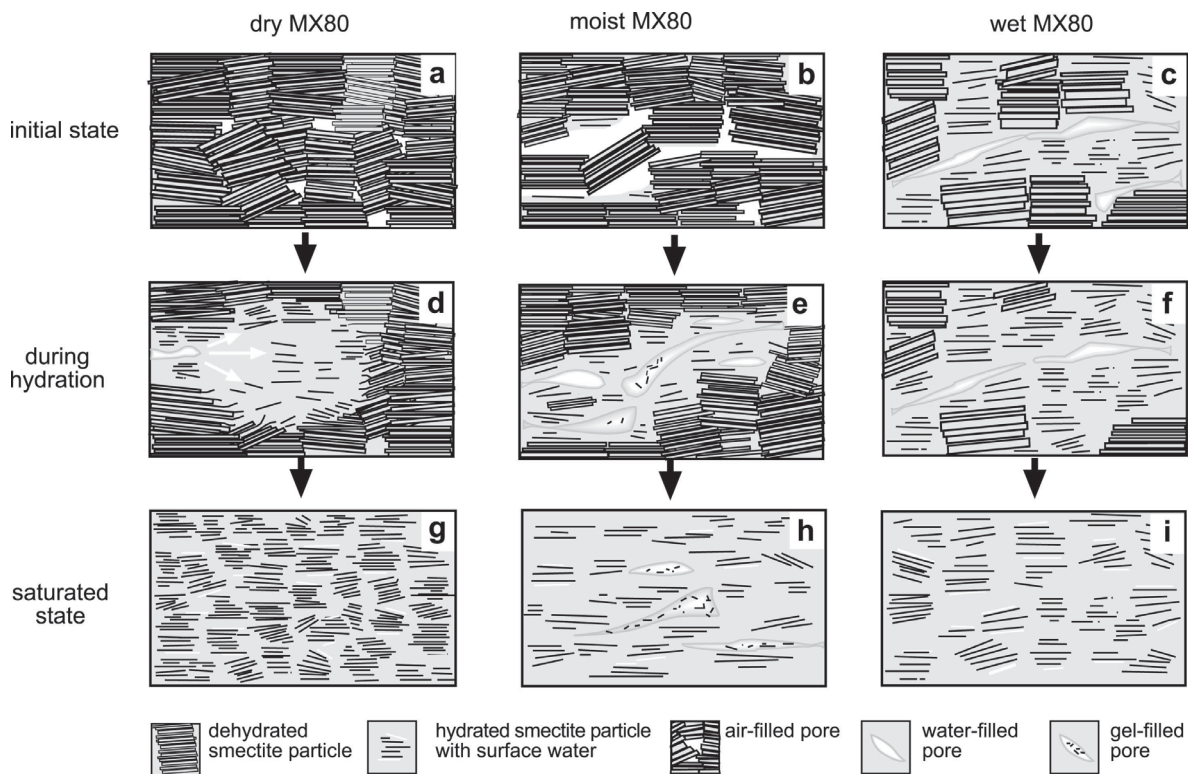 dry MX80
moist MX80
wet MX80
initial state
a
b
c
during
hydration
d
e
f
saturated
state
g
h
i
dehydrated
smectite particle
hydrated smectite particle
with surface water
air-filled pore
water-filled
pore
gel-filled
pore